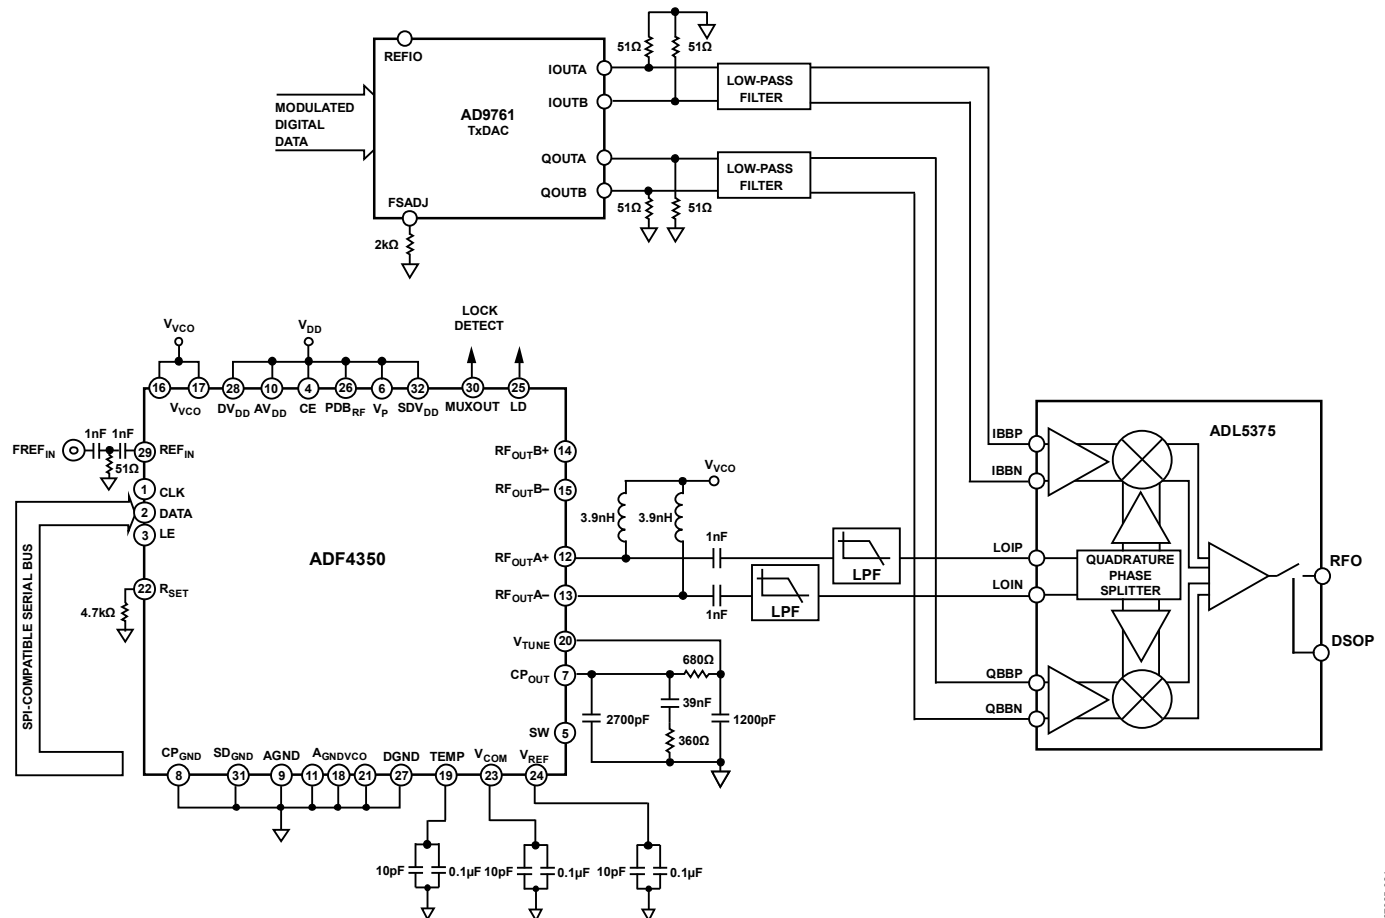 REFIO
MODULATED
DIGITAL
DATA
AD9761
TxDAC
FSADJ
2kΩ
IOUTA
IOUTB
QOUTA
QOUTB
51Ω
51Ω
51Ω
51Ω
LOW-PASS
FILTER
LOW-PASS
FILTER
LOCK
DETECT
VVCO
VDD
16
17
28
10
4
26
6
32
30
25
VVCO
DVDD
AVDD
CE
PDBRF
VP
SDVDD
MUXOUT
LD
FREFIN
1nF
1nF
51Ω
29
REFIN
1
CLK
2
DATA
3
LE
22
RSET
4.7kΩ
SPI-COMPATIBLE SERIAL BUS
ADF4350
RFOUTB+
14
RFOUTB–
15
RFOUTA+
12
RFOUTA–
13
VTUNE
20
CPOUT
7
SW
5
VVCO
3.9nH
3.9nH
1nF
1nF
LPF
LPF
680Ω
39nF
2700pF
1200pF
360Ω
CPGND
SDGND
AGND
AGNDVCO
DGND
TEMP
VCOM
VREF
8
31
9
11
18
21
27
19
23
24
10pF
0.1µF
10pF
0.1µF
10pF
0.1µF
ADL5375
IBBP
IBBN
LOIP
LOIN
QBBP
QBBN
QUADRATURE
PHASE
SPLITTER
RFO
DSOP